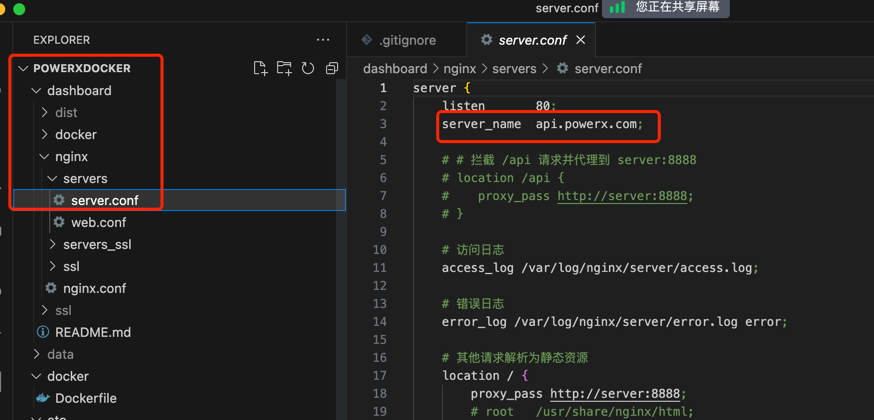 server.conf
您正在共享屏幕
EXPLORER
...
POWERXDOCKER
dashboard
dist
docker
nginx
servers
server.conf
web.conf
servers_ssl
ssl
nginx.conf
ssl
README.md
data
docker
Dockerfile
.gitignore
server.conf
dashboard > nginx > servers > server.conf
1 server {
2 listen 80;
3 server_name api.powerx.com;
4
5 # # 拦截 /api 请求并代理到 server:8888
6 # location /api {
7 # proxy_pass http://server:8888;
8 # }
9
10 # 访问日志
11 access_log /var/log/nginx/server/access.log;
12
13 # 错误日志
14 error_log /var/log/nginx/server/error.log error;
15
16 # 其他请求解析为静态资源
17 location / {
18 proxy_pass http://server:8888;
19 # root /usr/share/nginx/html;